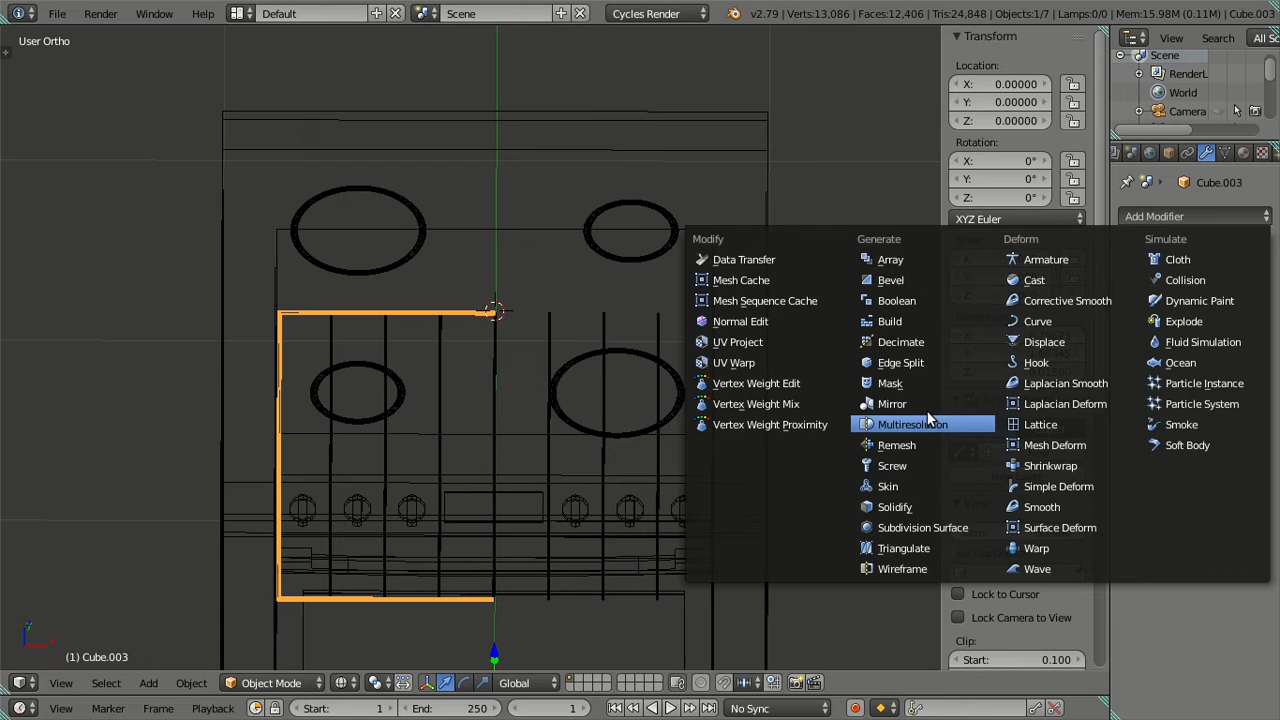 File Render Window Help Default Scene Cycles Render v2.79 | Verts:13,086 | Faces:12,406 | Tris:24,848 | Objects:1/7 | Lamps:0/0 | Mem:15.98M (0.11M) | Cube.003
User Ortho
Transform
Location:
X: 0.00000
Y: 0.00000
Z: 0.00000
Rotation:
X: 0°
Y: 0°
Z: 0°
XYZ Euler
View Search All Sc
Scene
RenderL
World
Camera
Cube.003
Add Modifier
Modify
Data Transfer
Mesh Cache
Mesh Sequence Cache
Normal Edit
UV Project
UV Warp
Vertex Weight Edit
Vertex Weight Mix
Vertex Weight Proximity
Generate
Array
Bevel
Boolean
Build
Decimate
Edge Split
Mask
Mirror
Multiresolution
Remesh
Screw
Skin
Solidify
Subdivision Surface
Triangulate
Wireframe
Deform
Armature
Cast
Corrective Smooth
Curve
Displace
Hook
Laplacian Smooth
Laplacian Deform
Lattice
Mesh Deform
Shrinkwrap
Simple Deform
Smooth
Surface Deform
Warp
Wave
Simulate
Cloth
Collision
Dynamic Paint
Explode
Fluid Simulation
Ocean
Particle Instance
Particle System
Smoke
Soft Body
Lock to Cursor
Lock Camera to View
Clip:
Start: 0.100
(1) Cube.003
View Select Add Object Object Mode Global
View Marker Frame Playback Start: 1 End: 250 1 No Sync